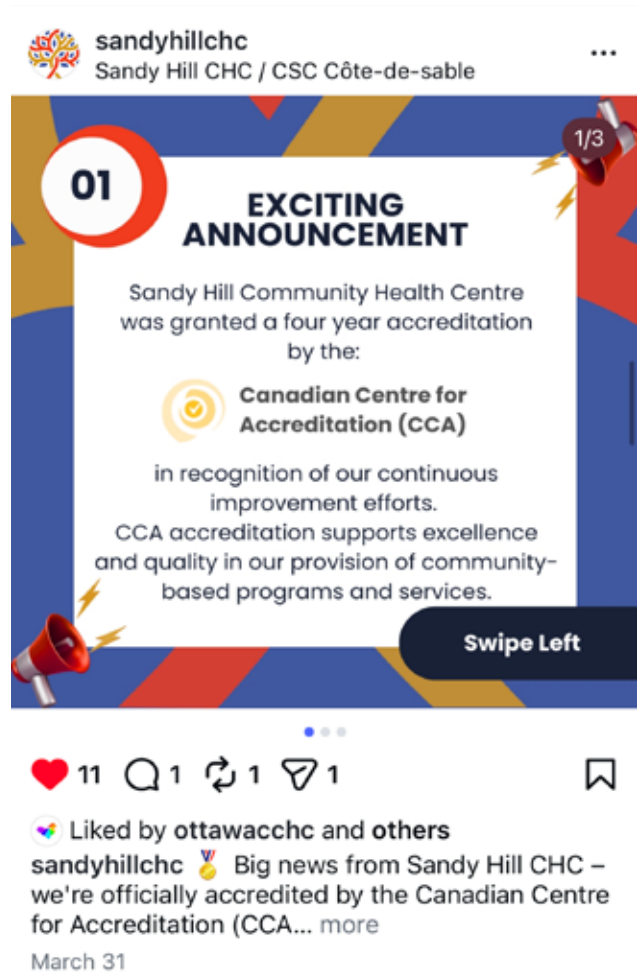 sandyhillchc
Sandy Hill CHC / CSC Côte-de-sable
1/3
01
EXCITING
ANNOUNCEMENT
Sandy Hill Community Health Centre
was granted a four year accreditation
by the:
Canadian Centre for
Accreditation (CCA)
in recognition of our continuous
improvement efforts.
CCA accreditation supports excellence
and quality in our provision of community-
based programs and services.
Swipe Left
11 1 1 1
Liked by ottawacchc and others
sandyhillchc 🏅 Big news from Sandy Hill CHC –
we're officially accredited by the Canadian Centre
for Accreditation (CCA... more
March 31